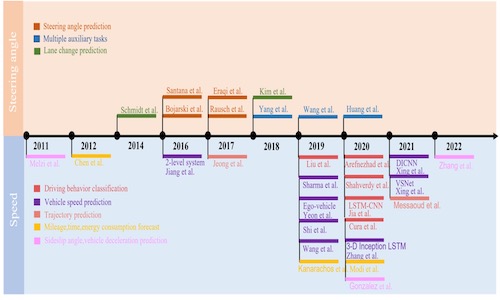 Steering angle
Steering angle prediction
Multiple auxiliary tasks
Lane change prediction
Schmidt et al.
Santana et al.
Bojarski et al.
Eraqi et al.
Rausch et al.
Kim et al.
Yang et al.
Wang et al.
Huang et al.
2011
2012
2014
2016
2017
2018
2019
2020
2021
2022
Speed
Melzi et al.
Chen et al.
2-level system
Jiang et al.
Jeong et al.
Liu et al.
Sharma et al.
Ego-vehicle
Yeon et al.
Shi et al.
Wang et al.
Kanarachos et al.
Arefnezhad et al.
Shahverdy et al.
LSTM-CNN
Jia et al.
Cura et al.
3-D Inception LSTM
Zhang et al.
Modi et al.
Gonzalez et al.
DICNN
Xing et al.
VSNet
Xing et al.
Messaoud et al.
Zhang et al.
Driving behavior classification
Vehicle speed prediction
Trajectory prediction
Mileage,time,energy consumption forecast
Sideslip angle,vehicle deceleration prediction